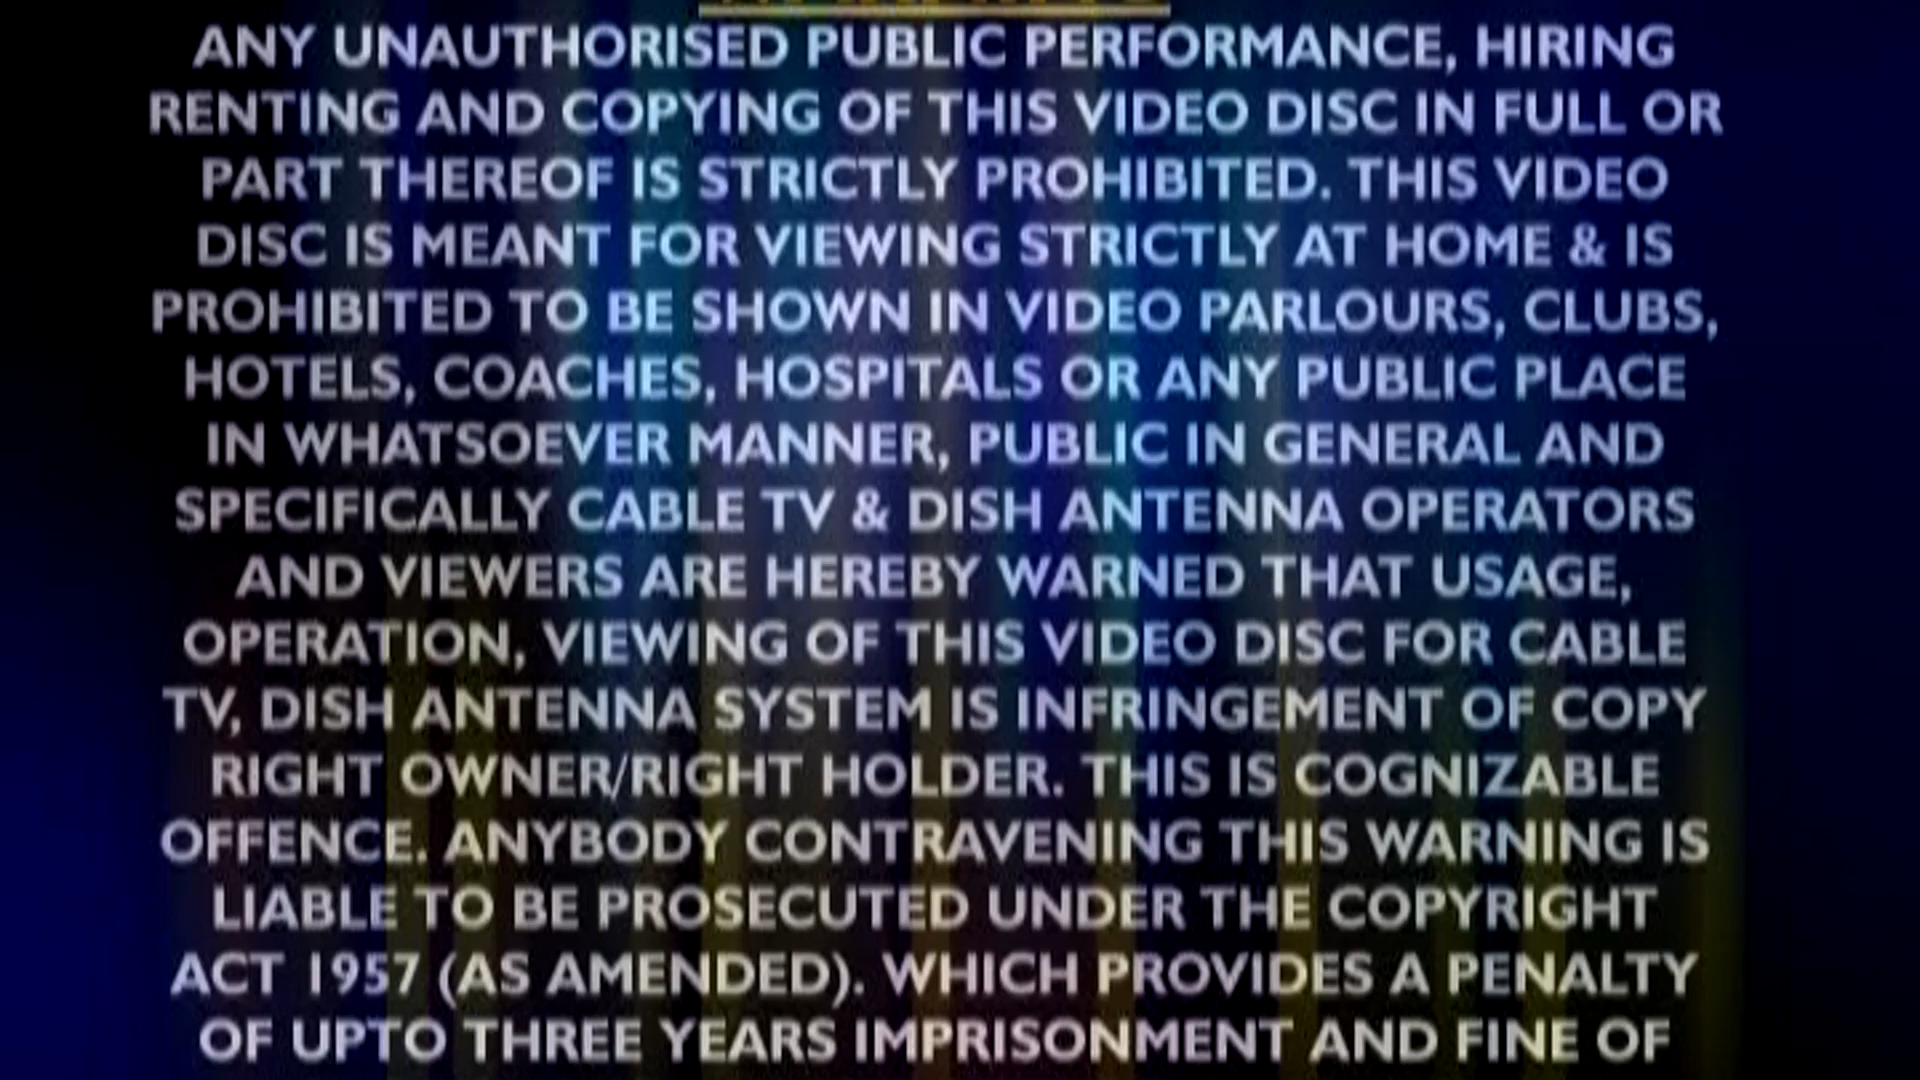 ANY UNAUTHORISED PUBLIC PERFORMANCE, HIRING
RENTING AND COPYING OF THIS VIDEO DISC IN FULL OR
PART THEREOF IS STRICTLY PROHIBITED. THIS VIDEO
DISC IS MEANT FOR VIEWING STRICTLY AT HOME & IS
PROHIBITED TO BE SHOWN IN VIDEO PARLOURS, CLUBS,
HOTELS, COACHES, HOSPITALS OR ANY PUBLIC PLACE
IN WHATSOEVER MANNER, PUBLIC IN GENERAL AND
SPECIFICALLY CABLE TV & DISH ANTENNA OPERATORS
AND VIEWERS ARE HEREBY WARNED THAT USAGE,
OPERATION, VIEWING OF THIS VIDEO DISC FOR CABLE
TV, DISH ANTENNA SYSTEM IS INFRINGEMENT OF COPY
RIGHT OWNER/RIGHT HOLDER. THIS IS COGNIZABLE
OFFENCE. ANYBODY CONTRAVENING THIS WARNING IS
LIABLE TO BE PROSECUTED UNDER THE COPYRIGHT
ACT 1957 (AS AMENDED). WHICH PROVIDES A PENALTY
OF UPTO THREE YEARS IMPRISONMENT AND FINE OF